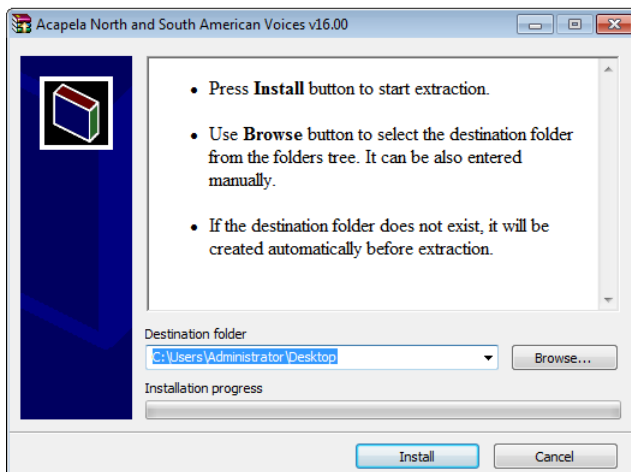 Acapela North and South American Voices v16.00
• Press Install button to start extraction.
• Use Browse button to select the destination folder
from the folders tree. It can be also entered
manually.
• If the destination folder does not exist, it will be
created automatically before extraction.
Destination folder
C:\Users\Administrator\Desktop
Browse...
Installation progress
Install
Cancel